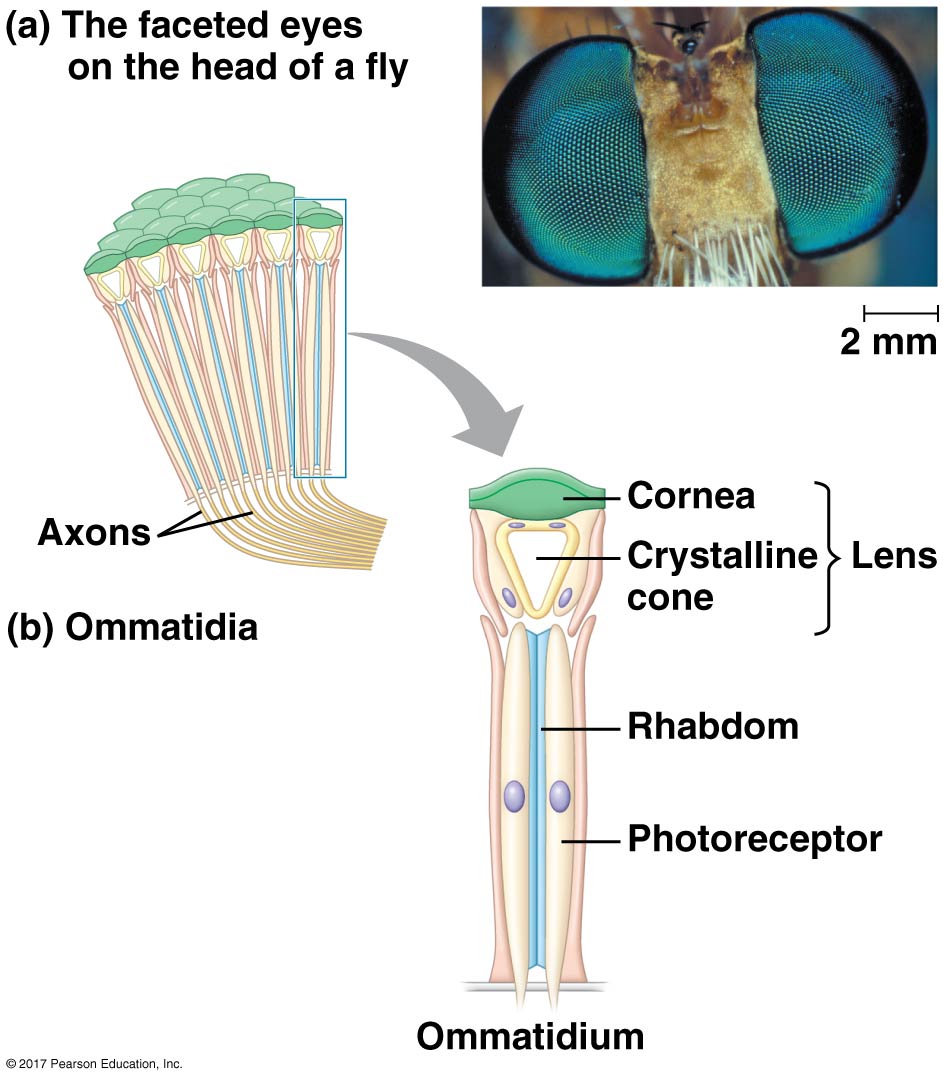 (a) The faceted eyes
on the head of a fly
2 mm
Axons
(b) Ommatidia
Cornea
Crystalline
cone
Lens
Rhabdom
Photoreceptor
Ommatidium
© 2017 Pearson Education, Inc.